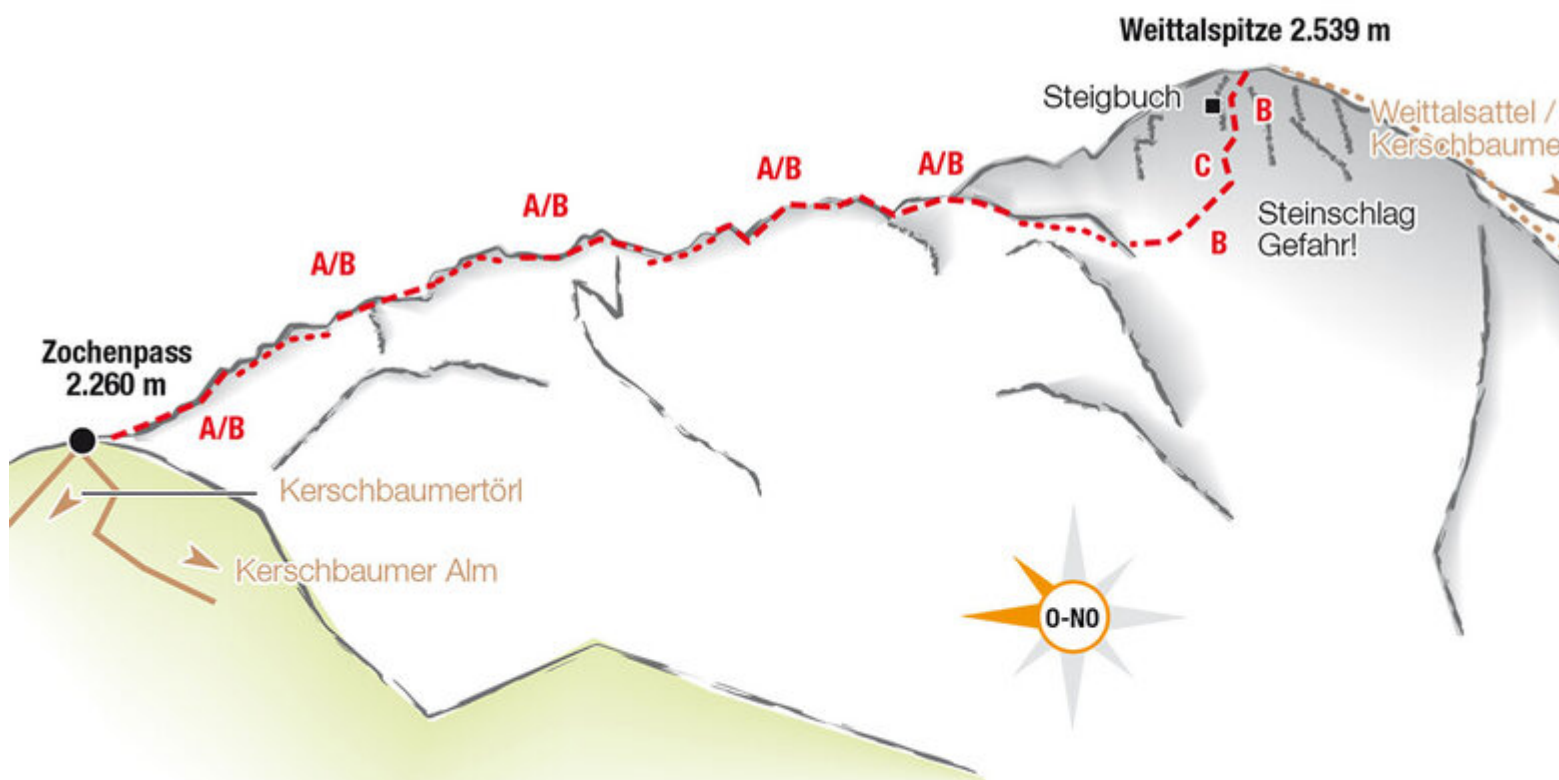 Weittalspitze 2.539 m
Steigbuch
B
Weittalsattel /
Kerschbaume
C
A/B
A/B
A/B
Steinschlag
Gefahr!
B
A/B
Zochenpass
2.260 m
A/B
Kerschbaumertörl
Kerschbaumer Alm
O-NO